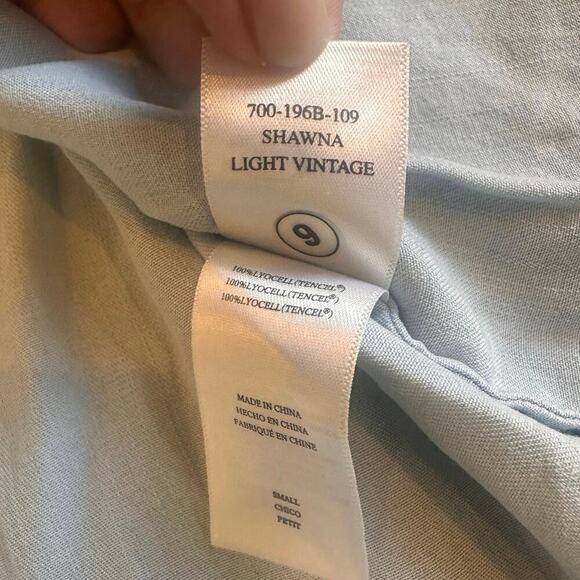 700-196B-109
SHAWNA
LIGHT VINTAGE
9
100%LYOCELL(TENCEL®)
100%LYOCELL(TENCEL®)
100%LYOCELL(TENCEL®)
MADE IN CHINA
HECHO EN CHINA
FABRIQUÉ EN CHINE
SMALL
CHICO
PETIT